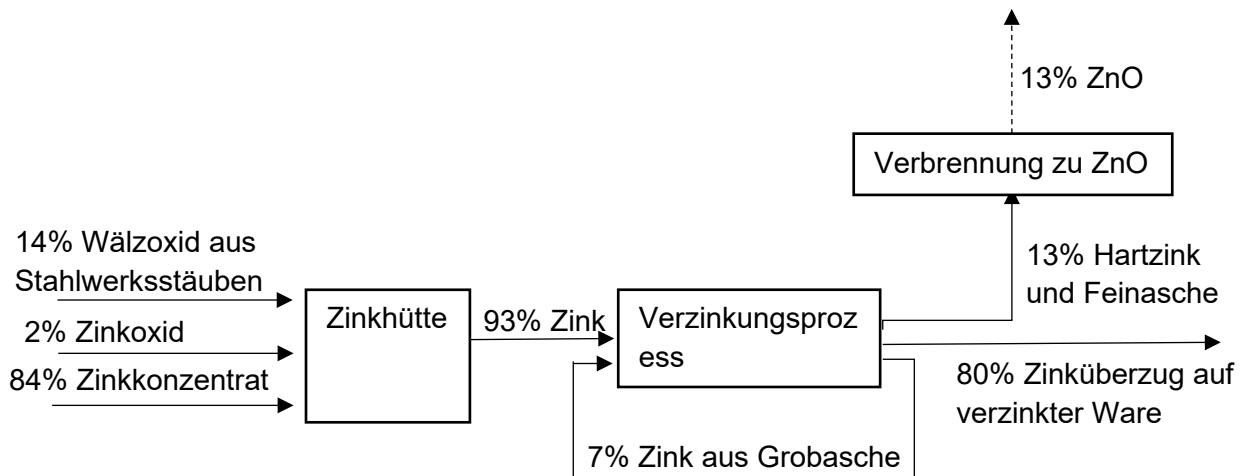 13% ZnO
Verbrennung zu ZnO
14% Wälzoxid aus
Stahlwerksstäuben
2% Zinkoxid
84% Zinkkonzentrat
Zinkhütte
93% Zink
Verzinkungsproz
ess
13% Hartzink
und Feinasche
80% Zinküberzug auf
verzinkter Ware
7% Zink aus Grobasche